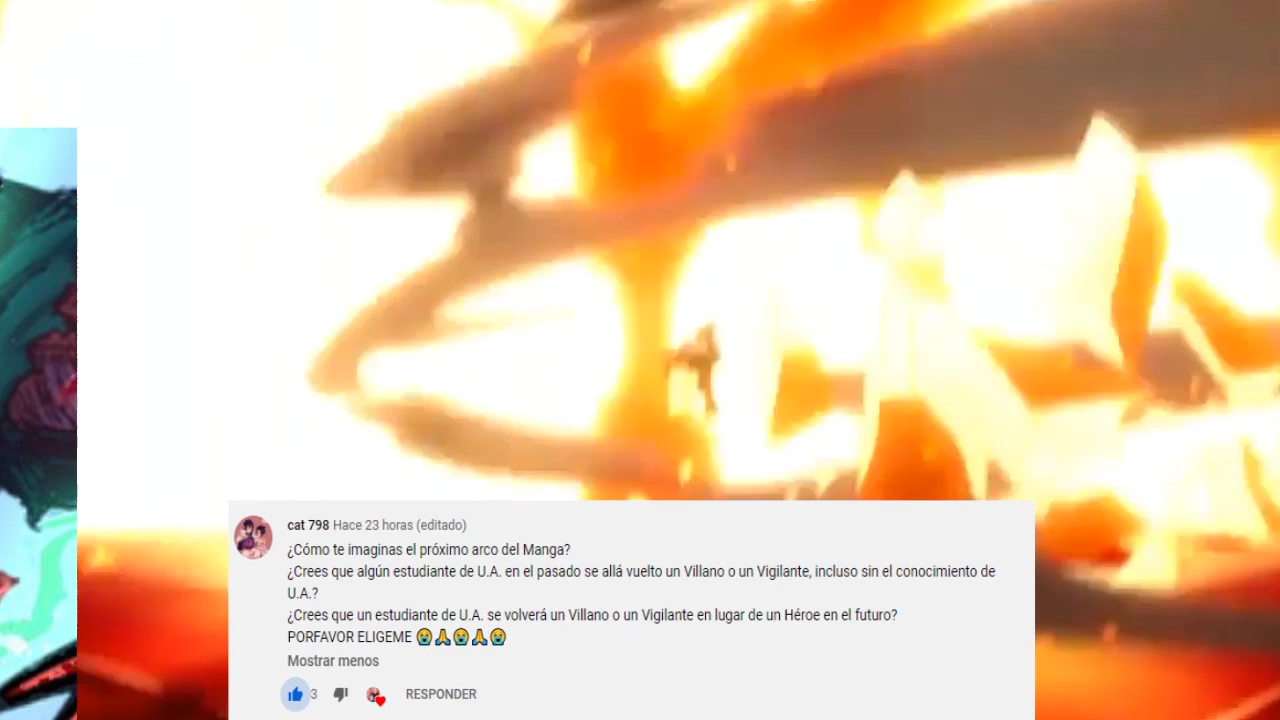 cat 798 Hace 23 horas (editado)
¿Cómo te imaginas el próximo arco del Manga?
¿Crees que algún estudiante de U.A. en el pasado se allá vuelto un Villano o un Vigilante, incluso sin el conocimiento de
U.A.?
¿Crees que un estudiante de U.A. se volverá un Villano o un Vigilante en lugar de un Héroe en el futuro?
PORFAVOR ELIGEME 😭🙏😭🙏😭
Mostrar menos
3 RESPONDER